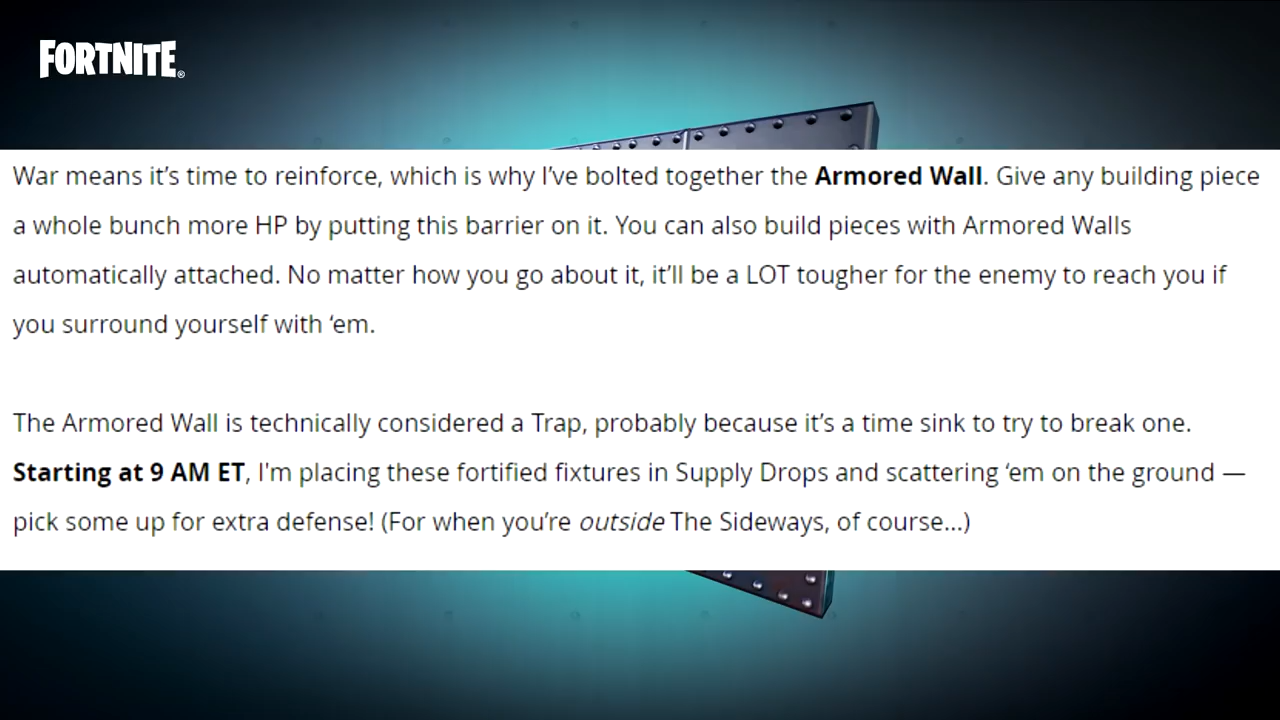 FORTNITE®
War means it’s time to reinforce, which is why I’ve bolted together the Armored Wall. Give any building piece
a whole bunch more HP by putting this barrier on it. You can also build pieces with Armored Walls
automatically attached. No matter how you go about it, it’ll be a LOT tougher for the enemy to reach you if
you surround yourself with ‘em.
The Armored Wall is technically considered a Trap, probably because it’s a time sink to try to break one.
Starting at 9 AM ET, I'm placing these fortified fixtures in Supply Drops and scattering ‘em on the ground —
pick some up for extra defense! (For when you’re outside The Sideways, of course...)